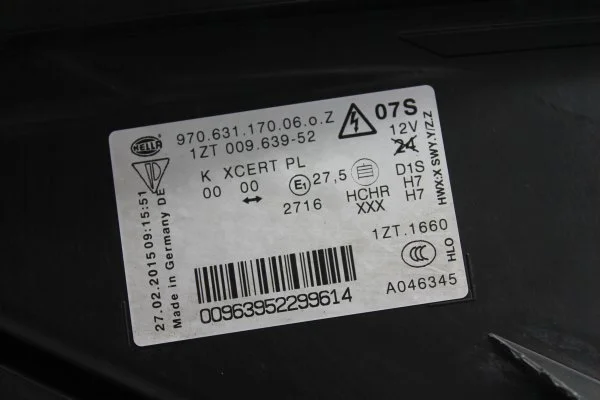 HELLA
970.631.170.06.o.Z
1ZT 009.639-52
07S
12V
24
K XCERT PL
00 00
E1 27,5
2716
HCHR
XXX
D1S
H7
H7
HWX:X SWY.Y/Z.Z
27.02.2015 09:15:51
Made in Germany DE
1ZT.1660
CCC
HLO
00963952299614
A046345